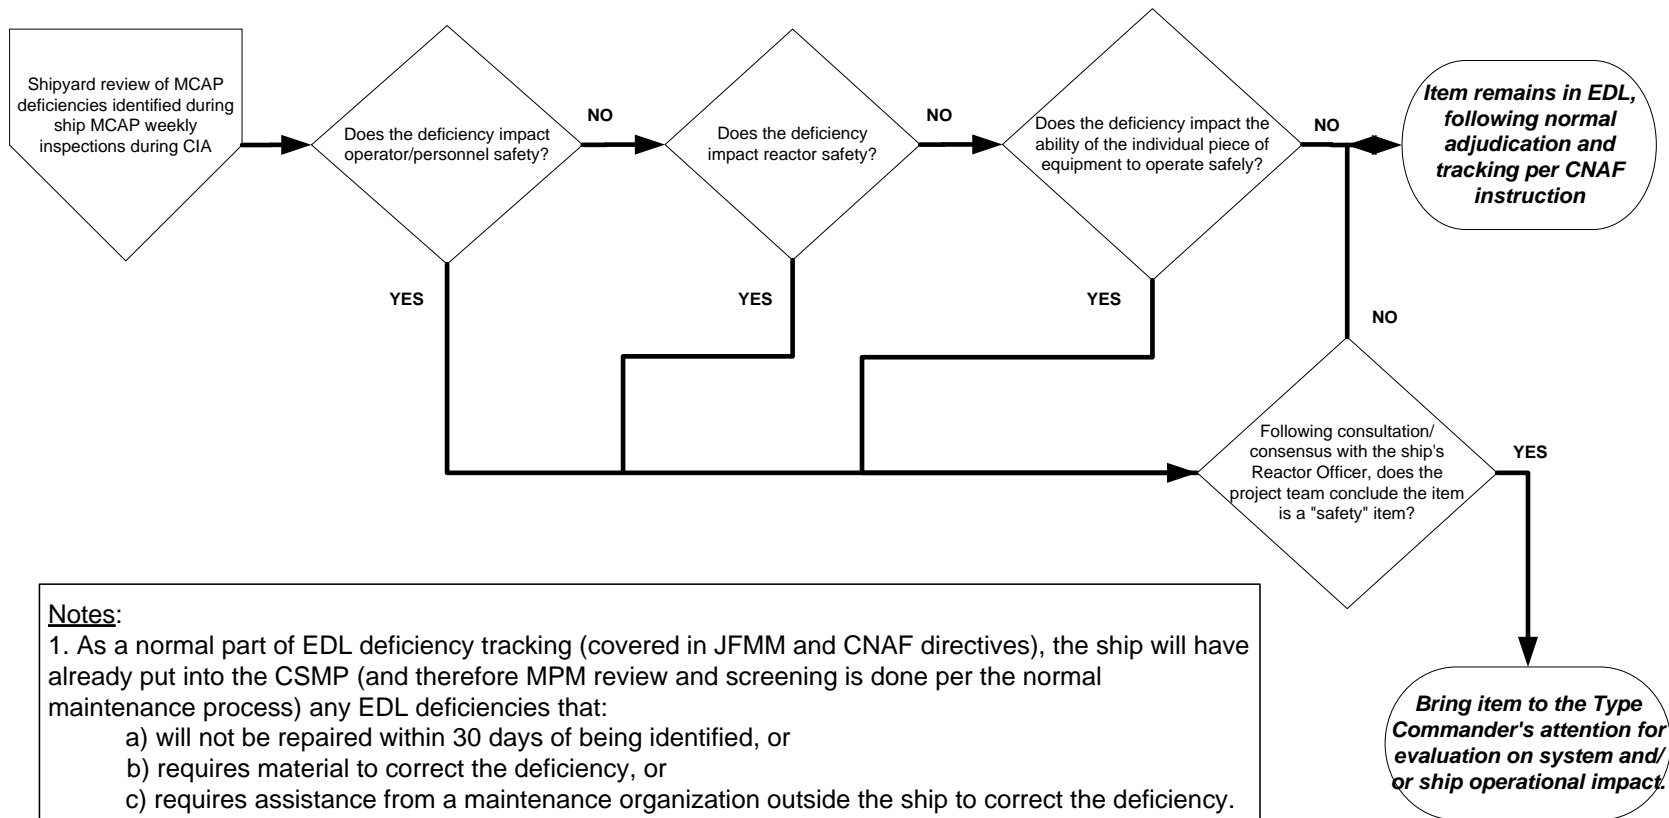 Shipyard review of MCAP
deficiencies identified during
ship MCAP weekly
inspections during CIA
Does the deficiency impact
operator/personnel safety?
NO
YES
Does the deficiency
impact reactor safety?
NO
YES
Does the deficiency impact the
ability of the individual piece of
equipment to operate safely?
NO
YES
Item remains in EDL,
following normal
adjudication and
tracking per CNAF
instruction
NO
Following consultation/
consensus with the ship's
Reactor Officer, does the
project team conclude the item
is a "safety" item?
YES
Bring item to the Type
Commander's attention for
evaluation on system and/
or ship operational impact.
Notes:
1. As a normal part of EDL deficiency tracking (covered in JFMM and CNAF directives), the ship will have
already put into the CSMP (and therefore MPM review and screening is done per the normal
maintenance process) any EDL deficiencies that:
a) will not be repaired within 30 days of being identified, or
b) requires material to correct the deficiency, or
c) requires assistance from a maintenance organization outside the ship to correct the deficiency.